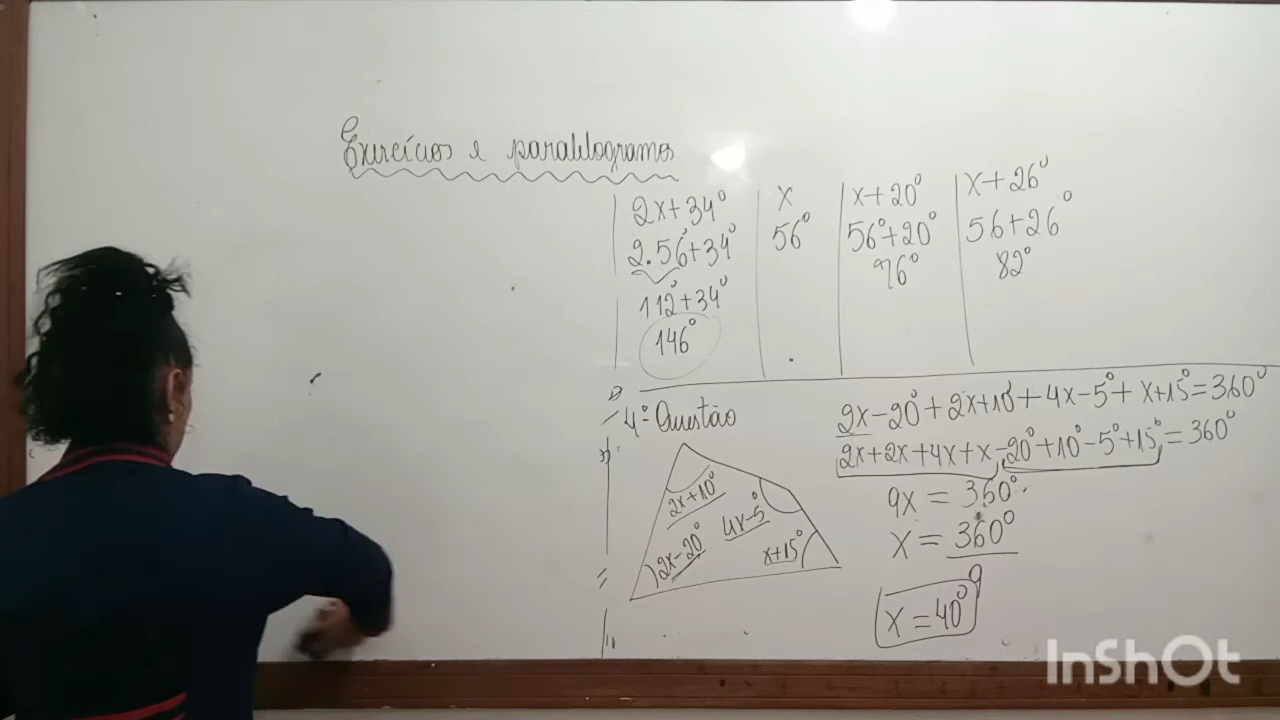 Exercícios e paralelogramos
2x+34°
2.56°+34°
112°+34°
146°
x
56°
x+20°
56°+20°
76°
x+26°
56+26°
82°
4º Questão
2x+10°
4x-5°
2x-20°
x+15°
2x-20°+2x+10°+4x-5°+x+15°=360°
2x+2x+4x+x-20°+10°-5°+15°=360°
9x = 360°
x = 360°
9
x = 40°
InShOt